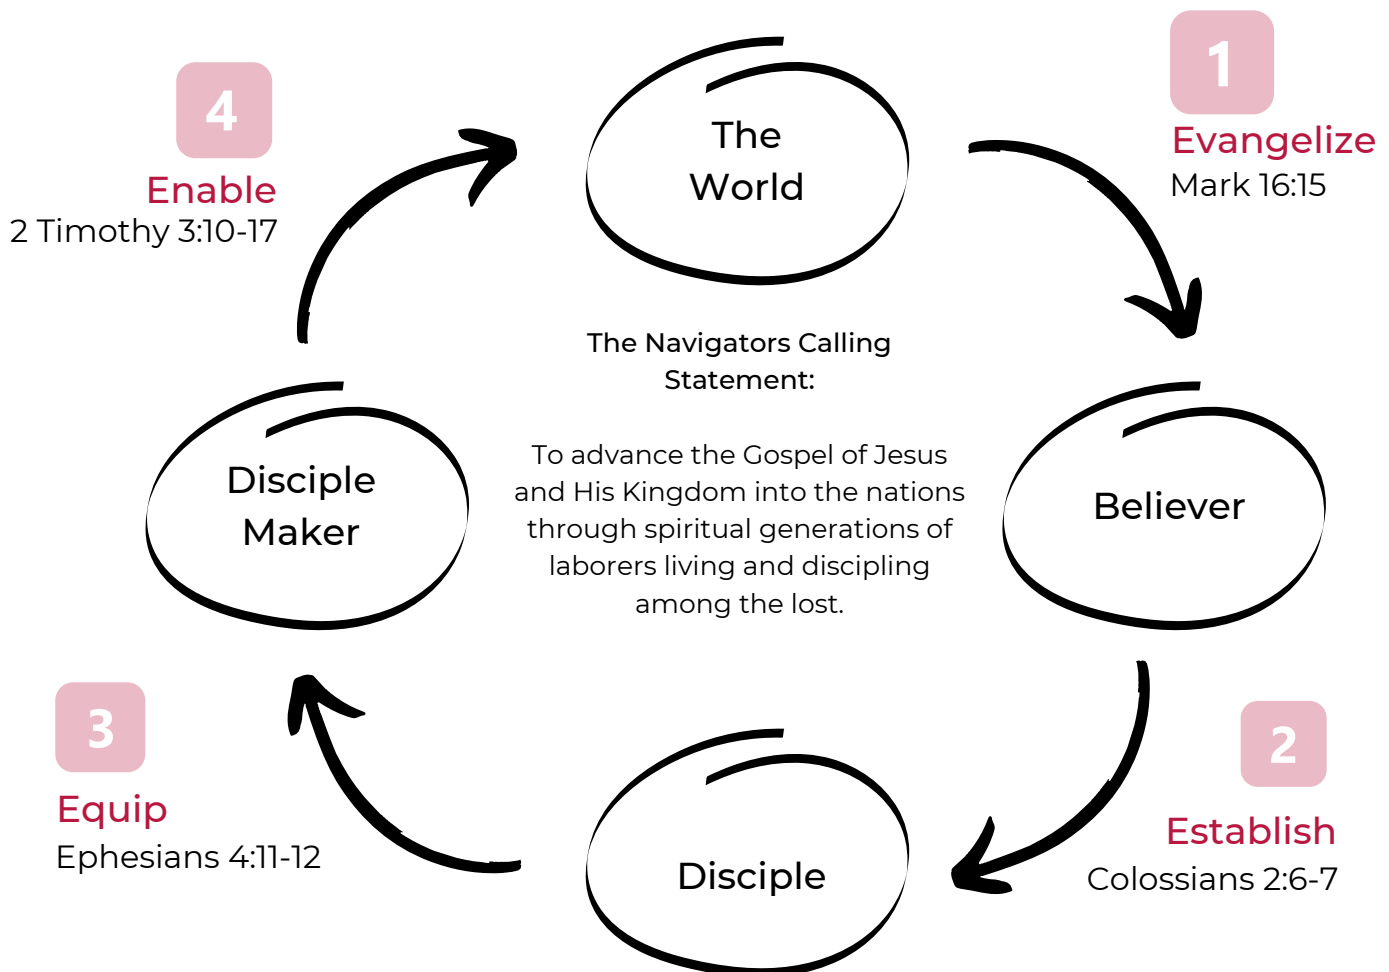 The
World
1
Evangelize
Mark 16:15
Believer
2
Establish
Colossians 2:6-7
Disciple
3
Equip
Ephesians 4:11-12
Disciple
Maker
4
Enable
2 Timothy 3:10-17
The Navigators Calling
Statement:
To advance the Gospel of Jesus
and His Kingdom into the nations
through spiritual generations of
laborers living and discipling
among the lost.